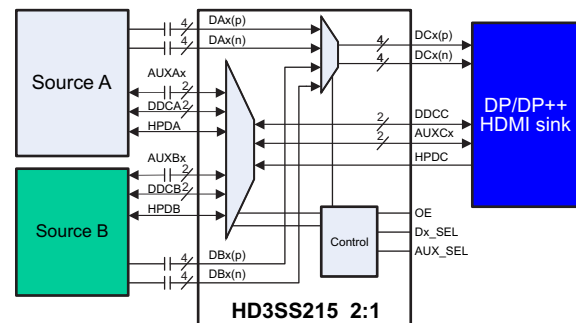 4
DAx(p)
4
DAx(n)
Source A
AUXAx
2
DDCA
2
HPDA
AUXBx
2
DDCB
2
HPDB
Source B
4
DBx(p)
4
DBx(n)
4
DCx(p)
4
DCx(n)
2
DDCC
2
AUXCx
HPDC
DP/DP++
HDMI sink
Control
OE
Dx_SEL
AUX_SEL
HD3SS215 2:1